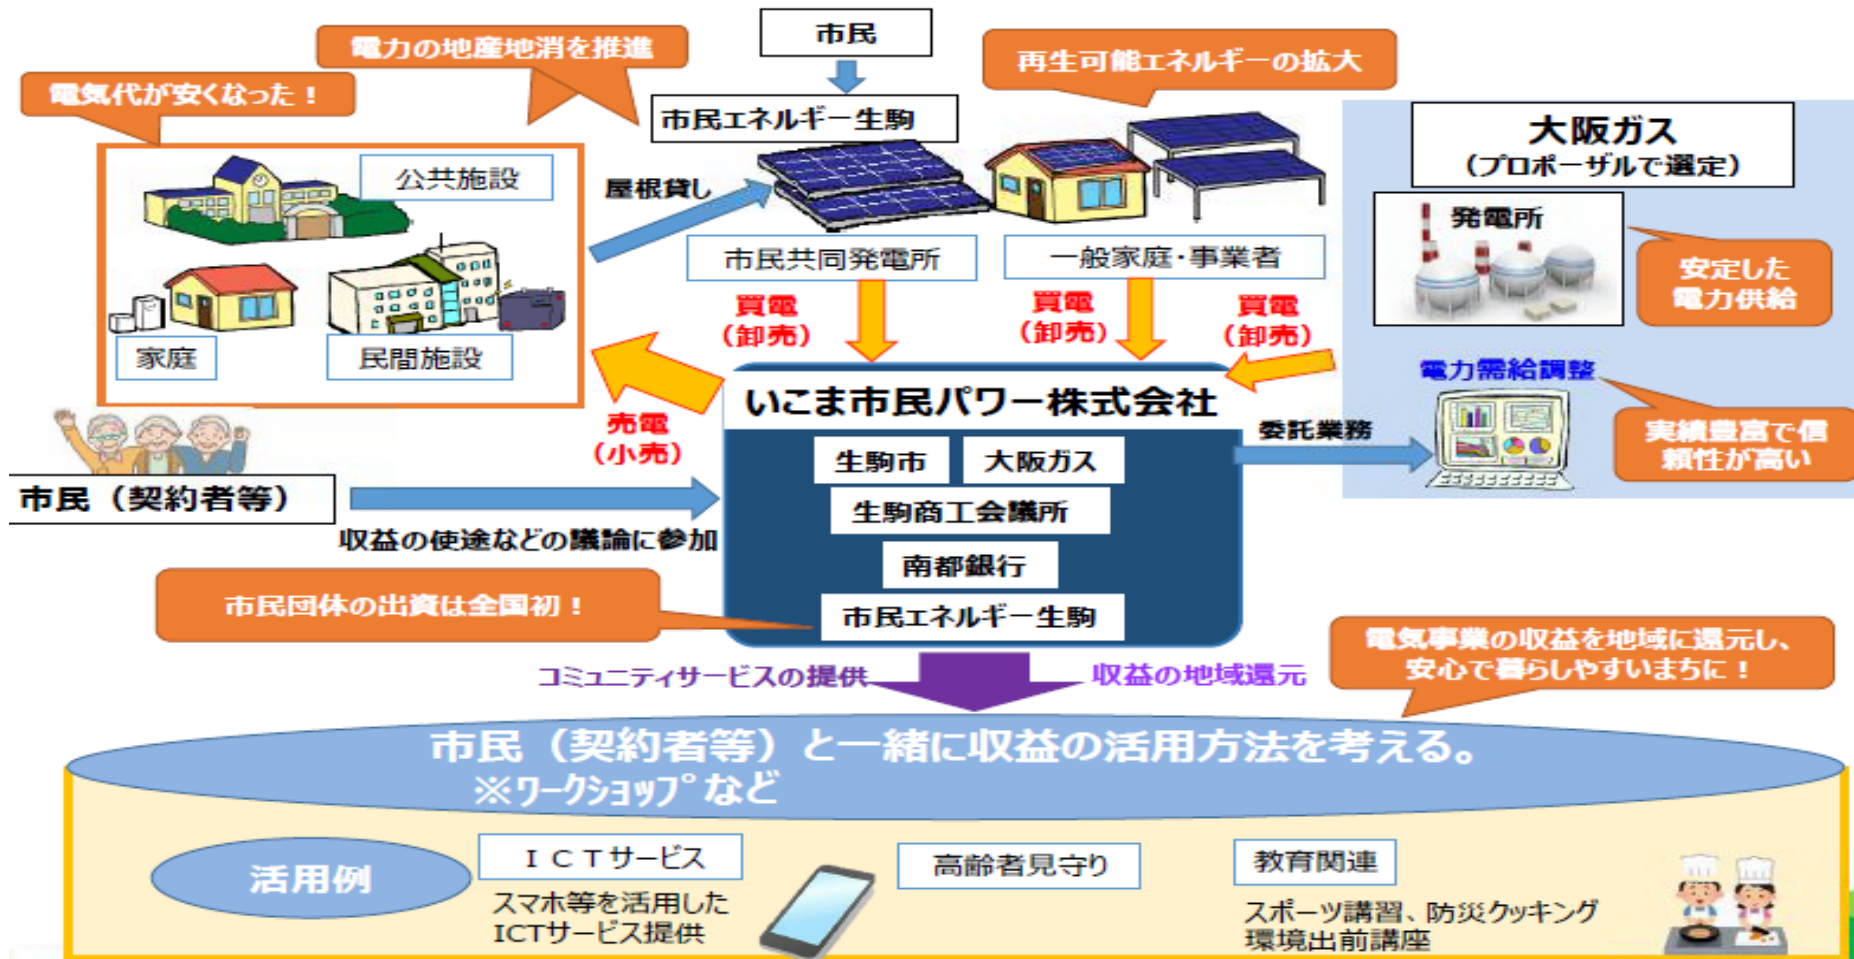 市民
電力の地産地消を推進
再生可能エネルギーの拡大
電気代が安くなった！
市民エネルギー生駒
大阪ガス
（プロポーザルで選定）
公共施設
屋根貸し
発電所
市民共同発電所
一般家庭・事業者
安定した
電力供給
買電
（卸売）
買電
（卸売）
買電
（卸売）
家庭
民間施設
電力需給調整
いこま市民パワー株式会社
売電
（小売）
委託業務
実績豊富で信
頼性が高い
生駒市
大阪ガス
市民（契約者等）
生駒商工会議所
収益の使途などの議論に参加
南都銀行
市民団体の出資は全国初！
市民エネルギー生駒
電気事業の収益を地域に還元し、
安心で暮らしやすいまちに！
コミュニティサービスの提供
収益の地域還元
市民（契約者等）と一緒に収益の活用方法を考える。
※ワークショップなど
活用例
ＩＣＴサービス
スマホ等を活用した
ICTサービス提供
高齢者見守り
教育関連
スポーツ講習、防災クッキング
環境出前講座